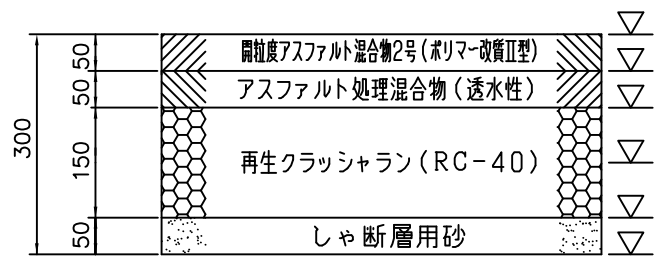 開粒度アスファルト混合物2号(ポリマー改質Ⅱ型)
アスファルト処理混合物(透水性)
再生クラッシャラン(RC-40)
しゃ断層用砂
300
50
50
150
50